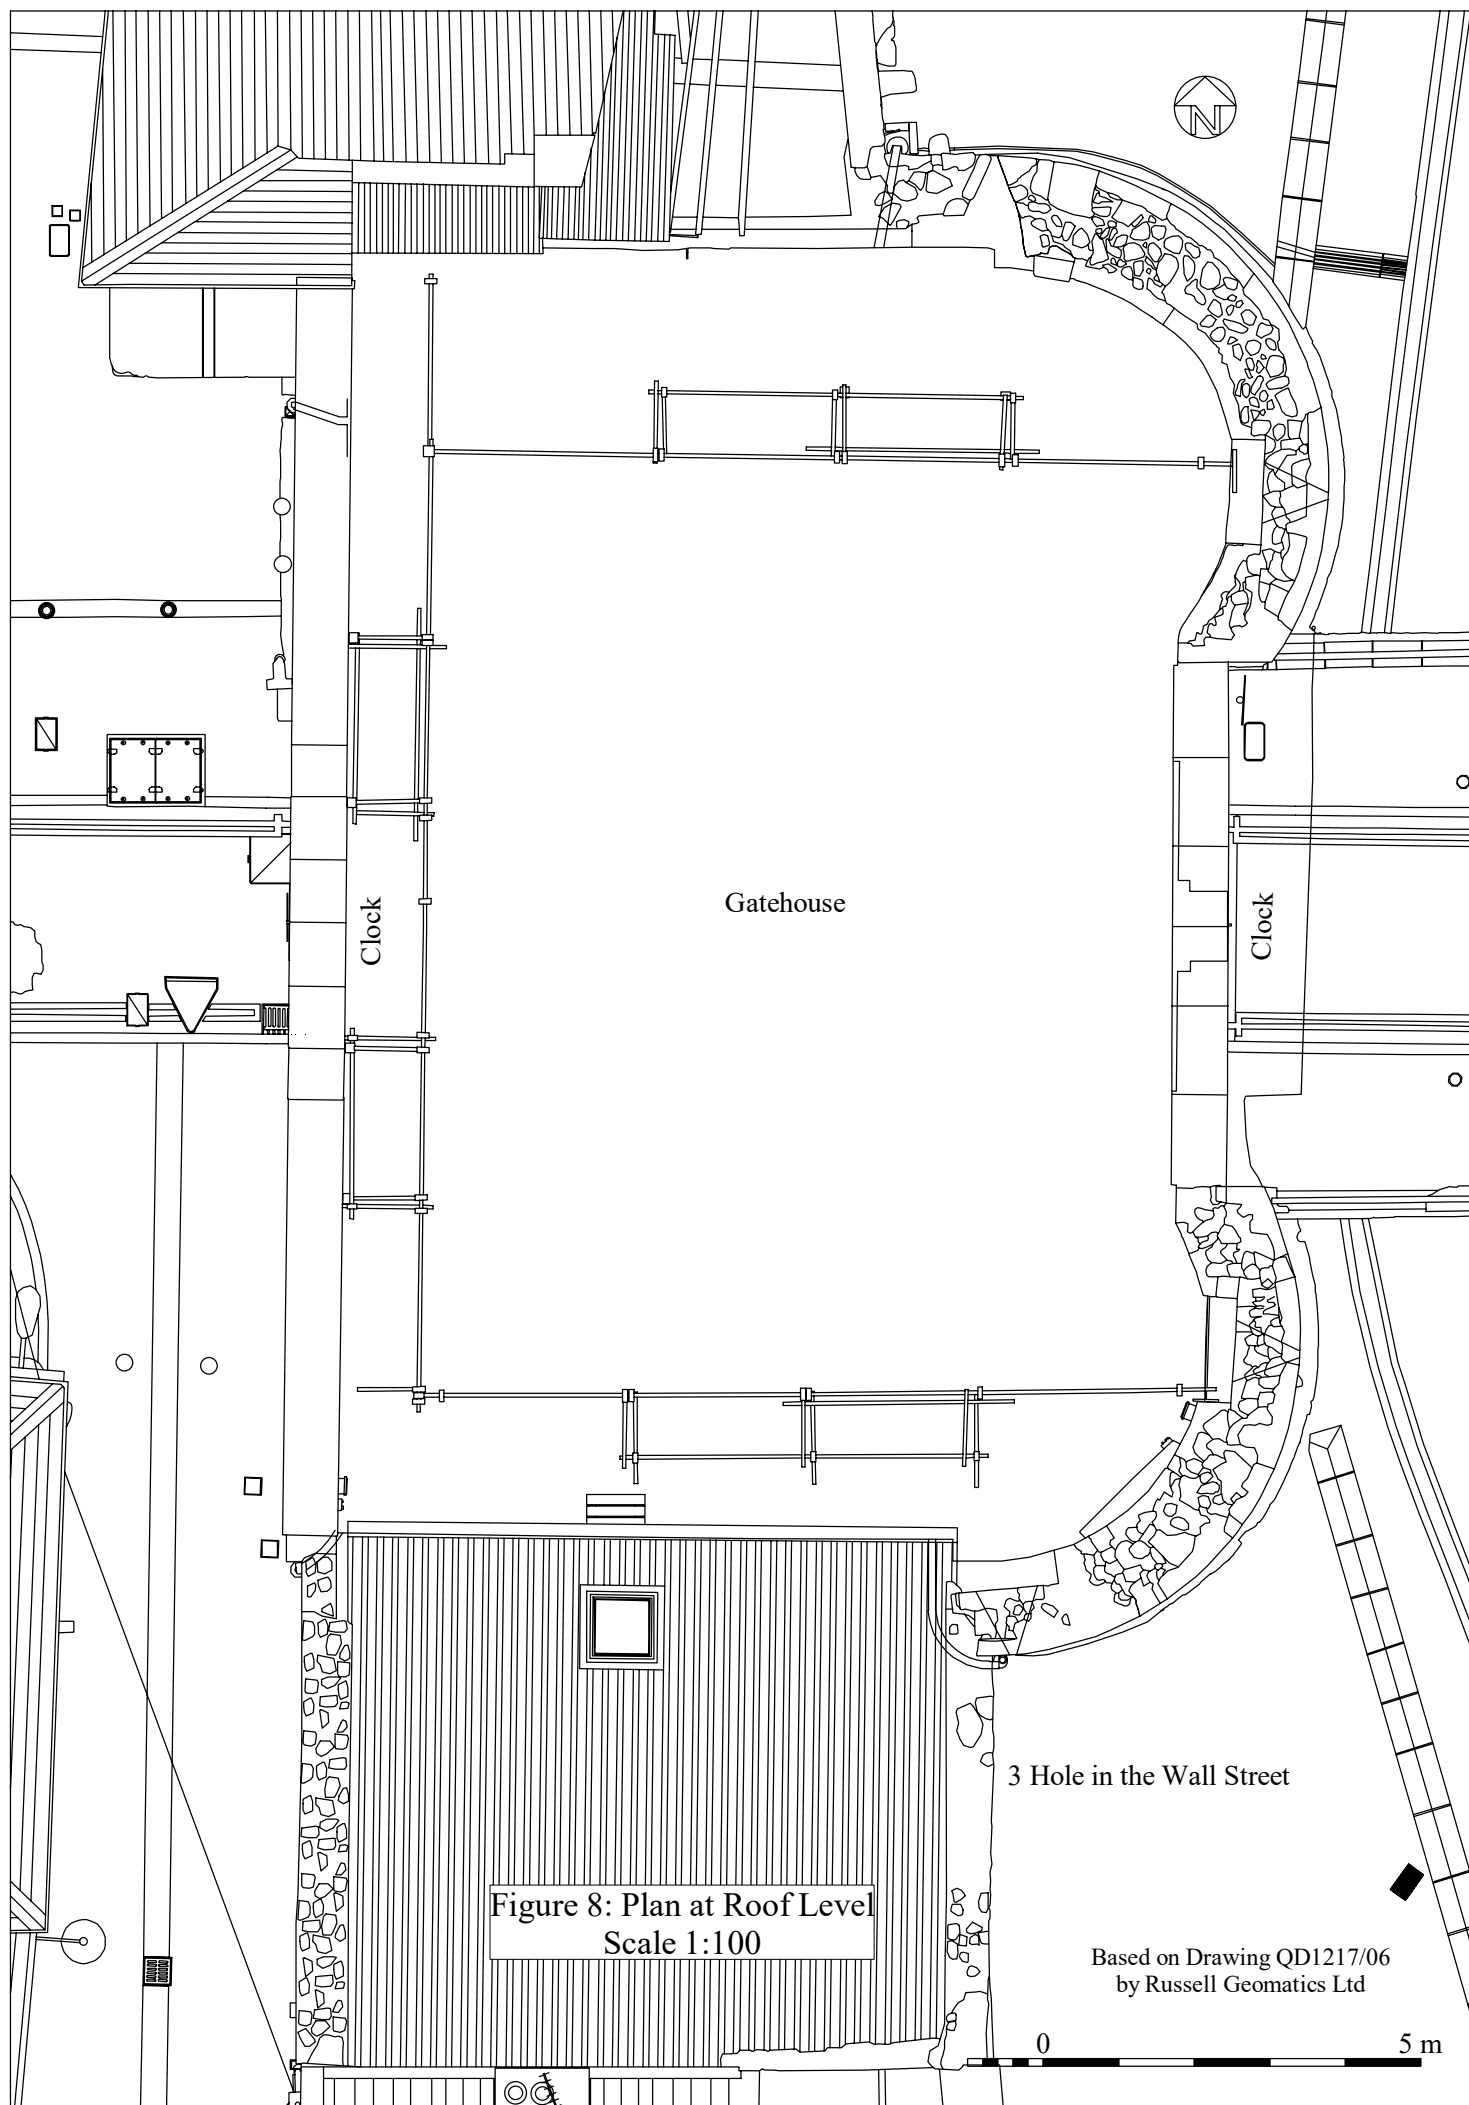 N
Gatehouse
Clock
Clock
3 Hole in the Wall Street
Figure 8: Plan at Roof Level
Scale 1:100
Based on Drawing QD1217/06
by Russell Geomatics Ltd
0 5 m